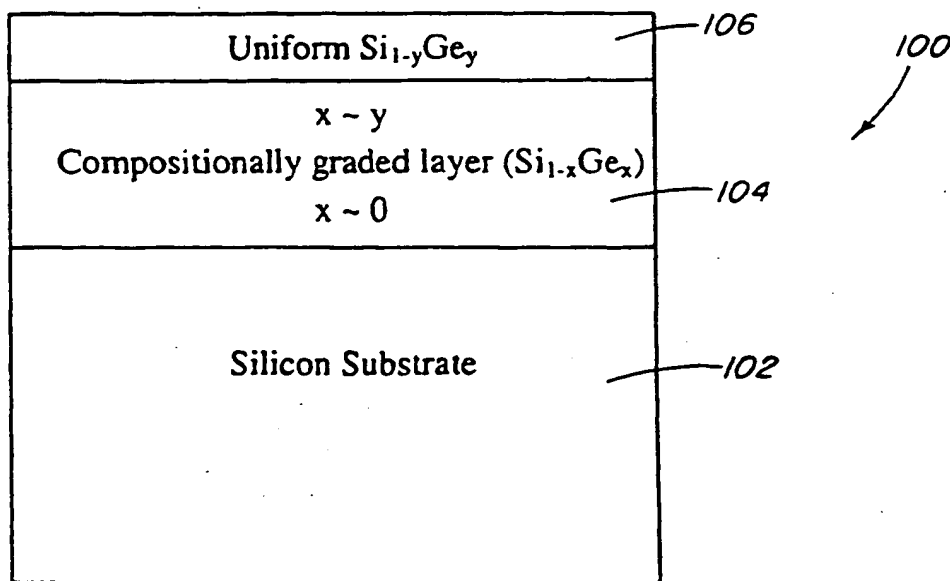 Uniform Si₁₋yGey
106
100
x ~ y
Compositionally graded layer (Si₁₋ₓGeₓ)
104
x ~ 0
Silicon Substrate
102